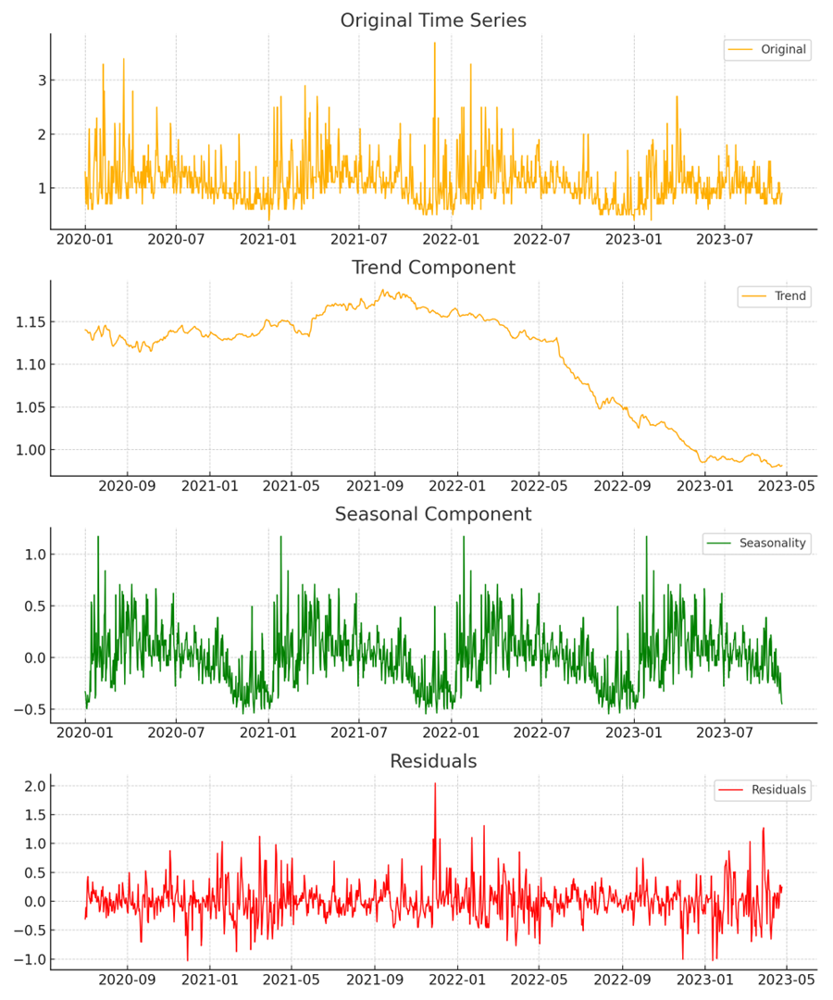 Original Time Series
Original
3
2
1
2020-01 2020-07 2021-01 2021-07 2022-01 2022-07 2023-01 2023-07
Trend Component
Trend
1.15
1.10
1.05
1.00
2020-09 2021-01 2021-05 2021-09 2022-01 2022-05 2022-09 2023-01 2023-05
Seasonal Component
Seasonality
1.0
0.5
0.0
−0.5
2020-01 2020-07 2021-01 2021-07 2022-01 2022-07 2023-01 2023-07
Residuals
Residuals
2.0
1.5
1.0
0.5
0.0
−0.5
−1.0
2020-09 2021-01 2021-05 2021-09 2022-01 2022-05 2022-09 2023-01 2023-05